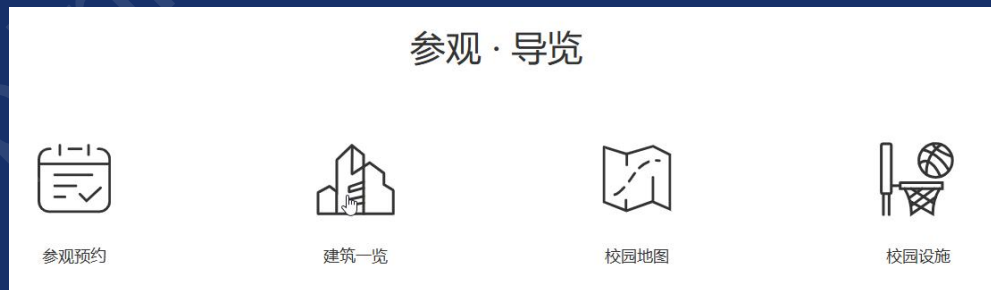 参观 · 导览
参观预约
建筑一览
校园地图
校园设施